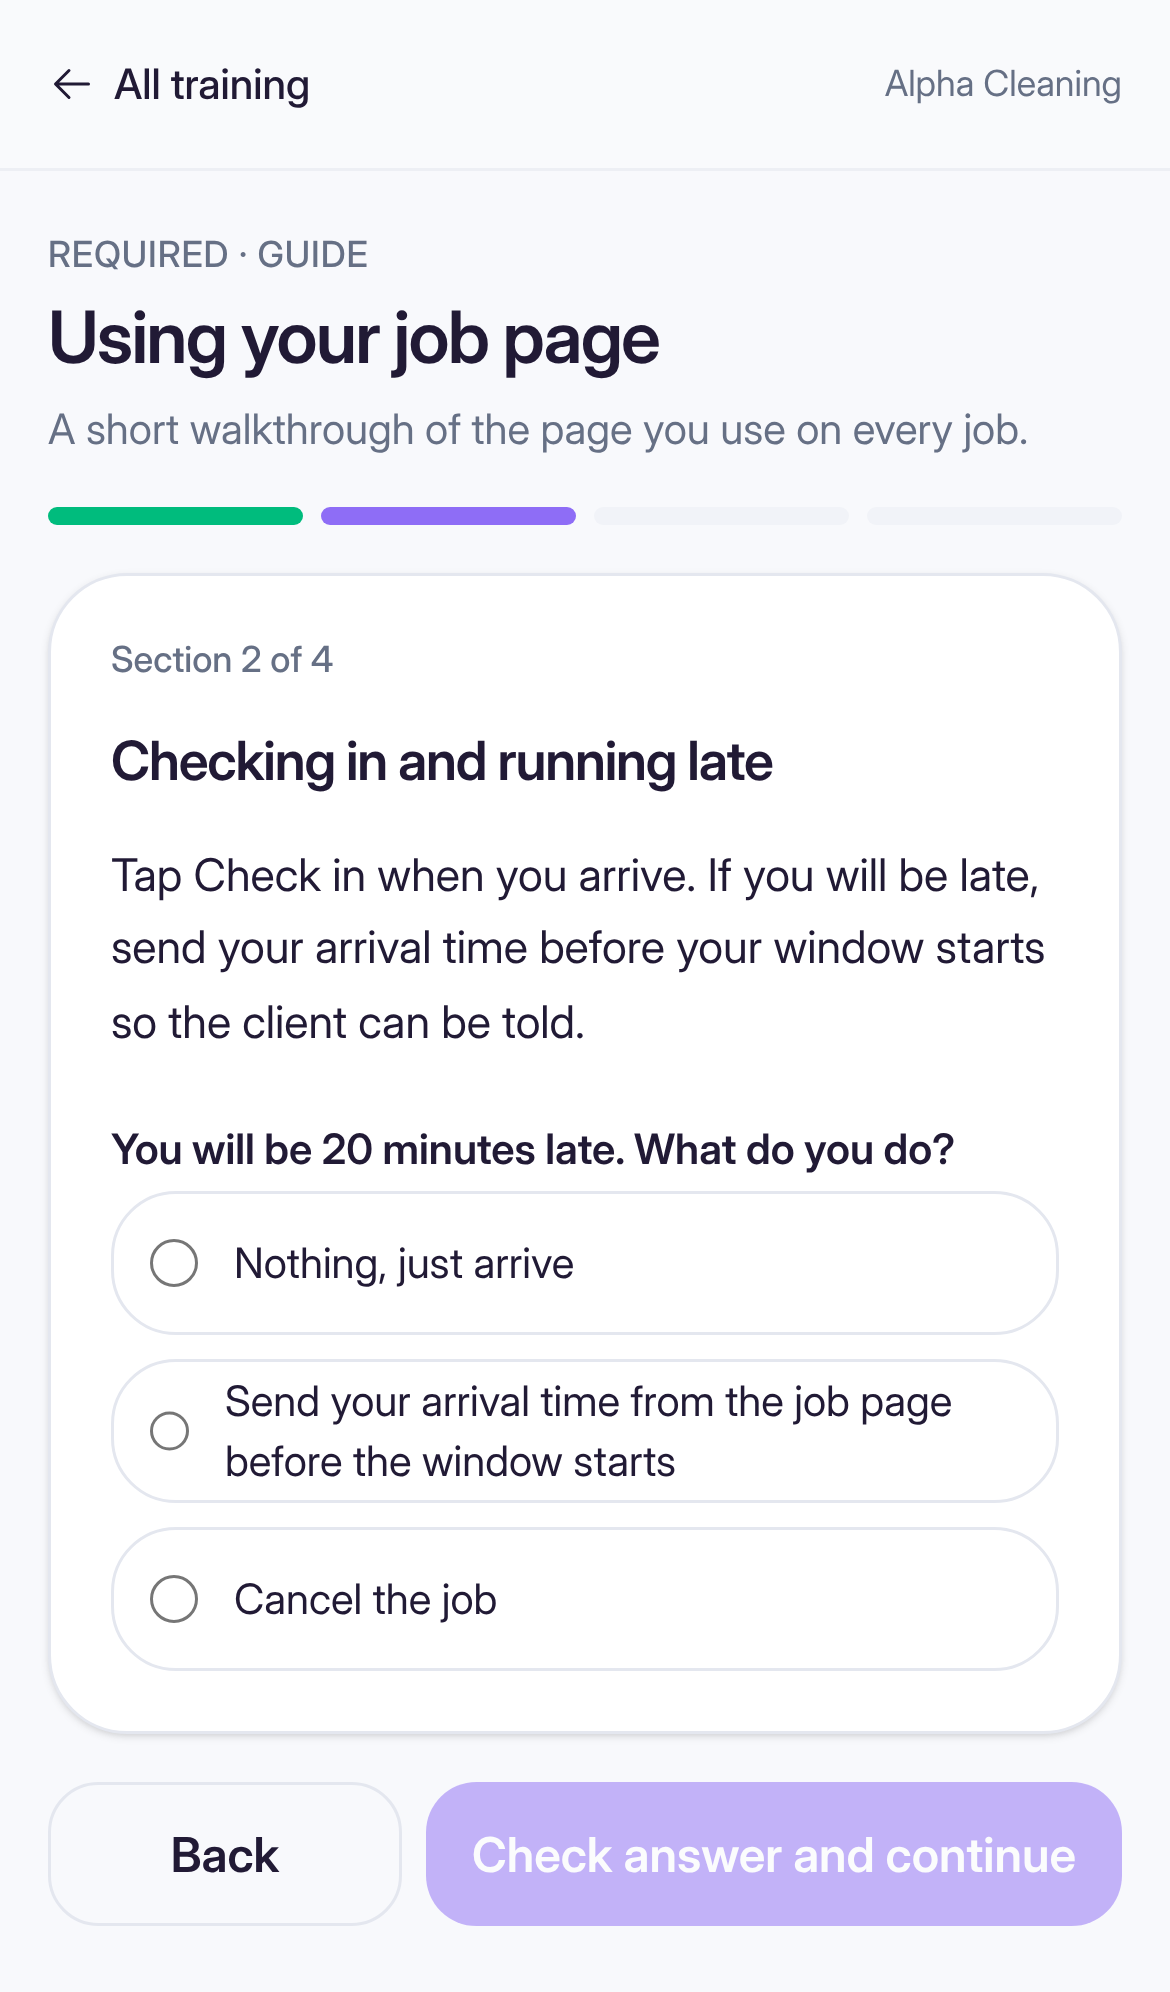 All training
Alpha Cleaning
REQUIRED · GUIDE
Using your job page
A short walkthrough of the page you use on every job.
Section 2 of 4
Checking in and running late
Tap Check in when you arrive. If you will be late,
send your arrival time before your window starts
so the client can be told.
You will be 20 minutes late. What do you do?
Nothing, just arrive
Send your arrival time from the job page
before the window starts
Cancel the job
Back
Check answer and continue